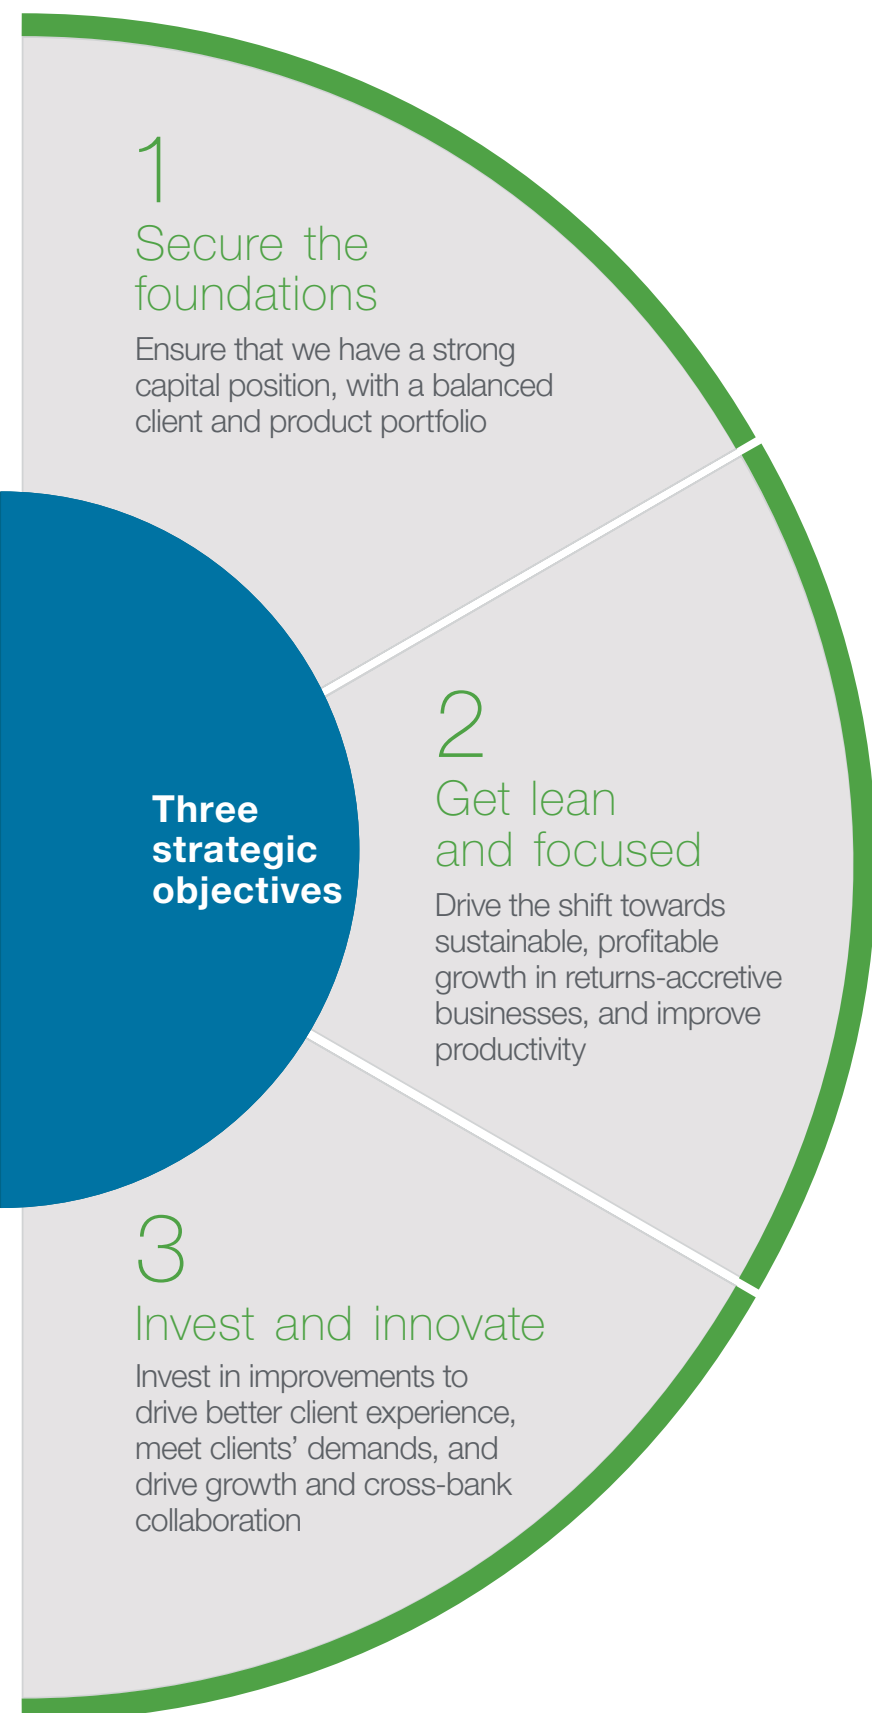 1
Secure the
foundations
Ensure that we have a strong
capital position, with a balanced
client and product portfolio
Three
strategic
objectives
2
Get lean
and focused
Drive the shift towards
sustainable, profitable
growth in returns-accretive
businesses, and improve
productivity
3
Invest and innovate
Invest in improvements to
drive better client experience,
meet clients’ demands, and
drive growth and cross-bank
collaboration